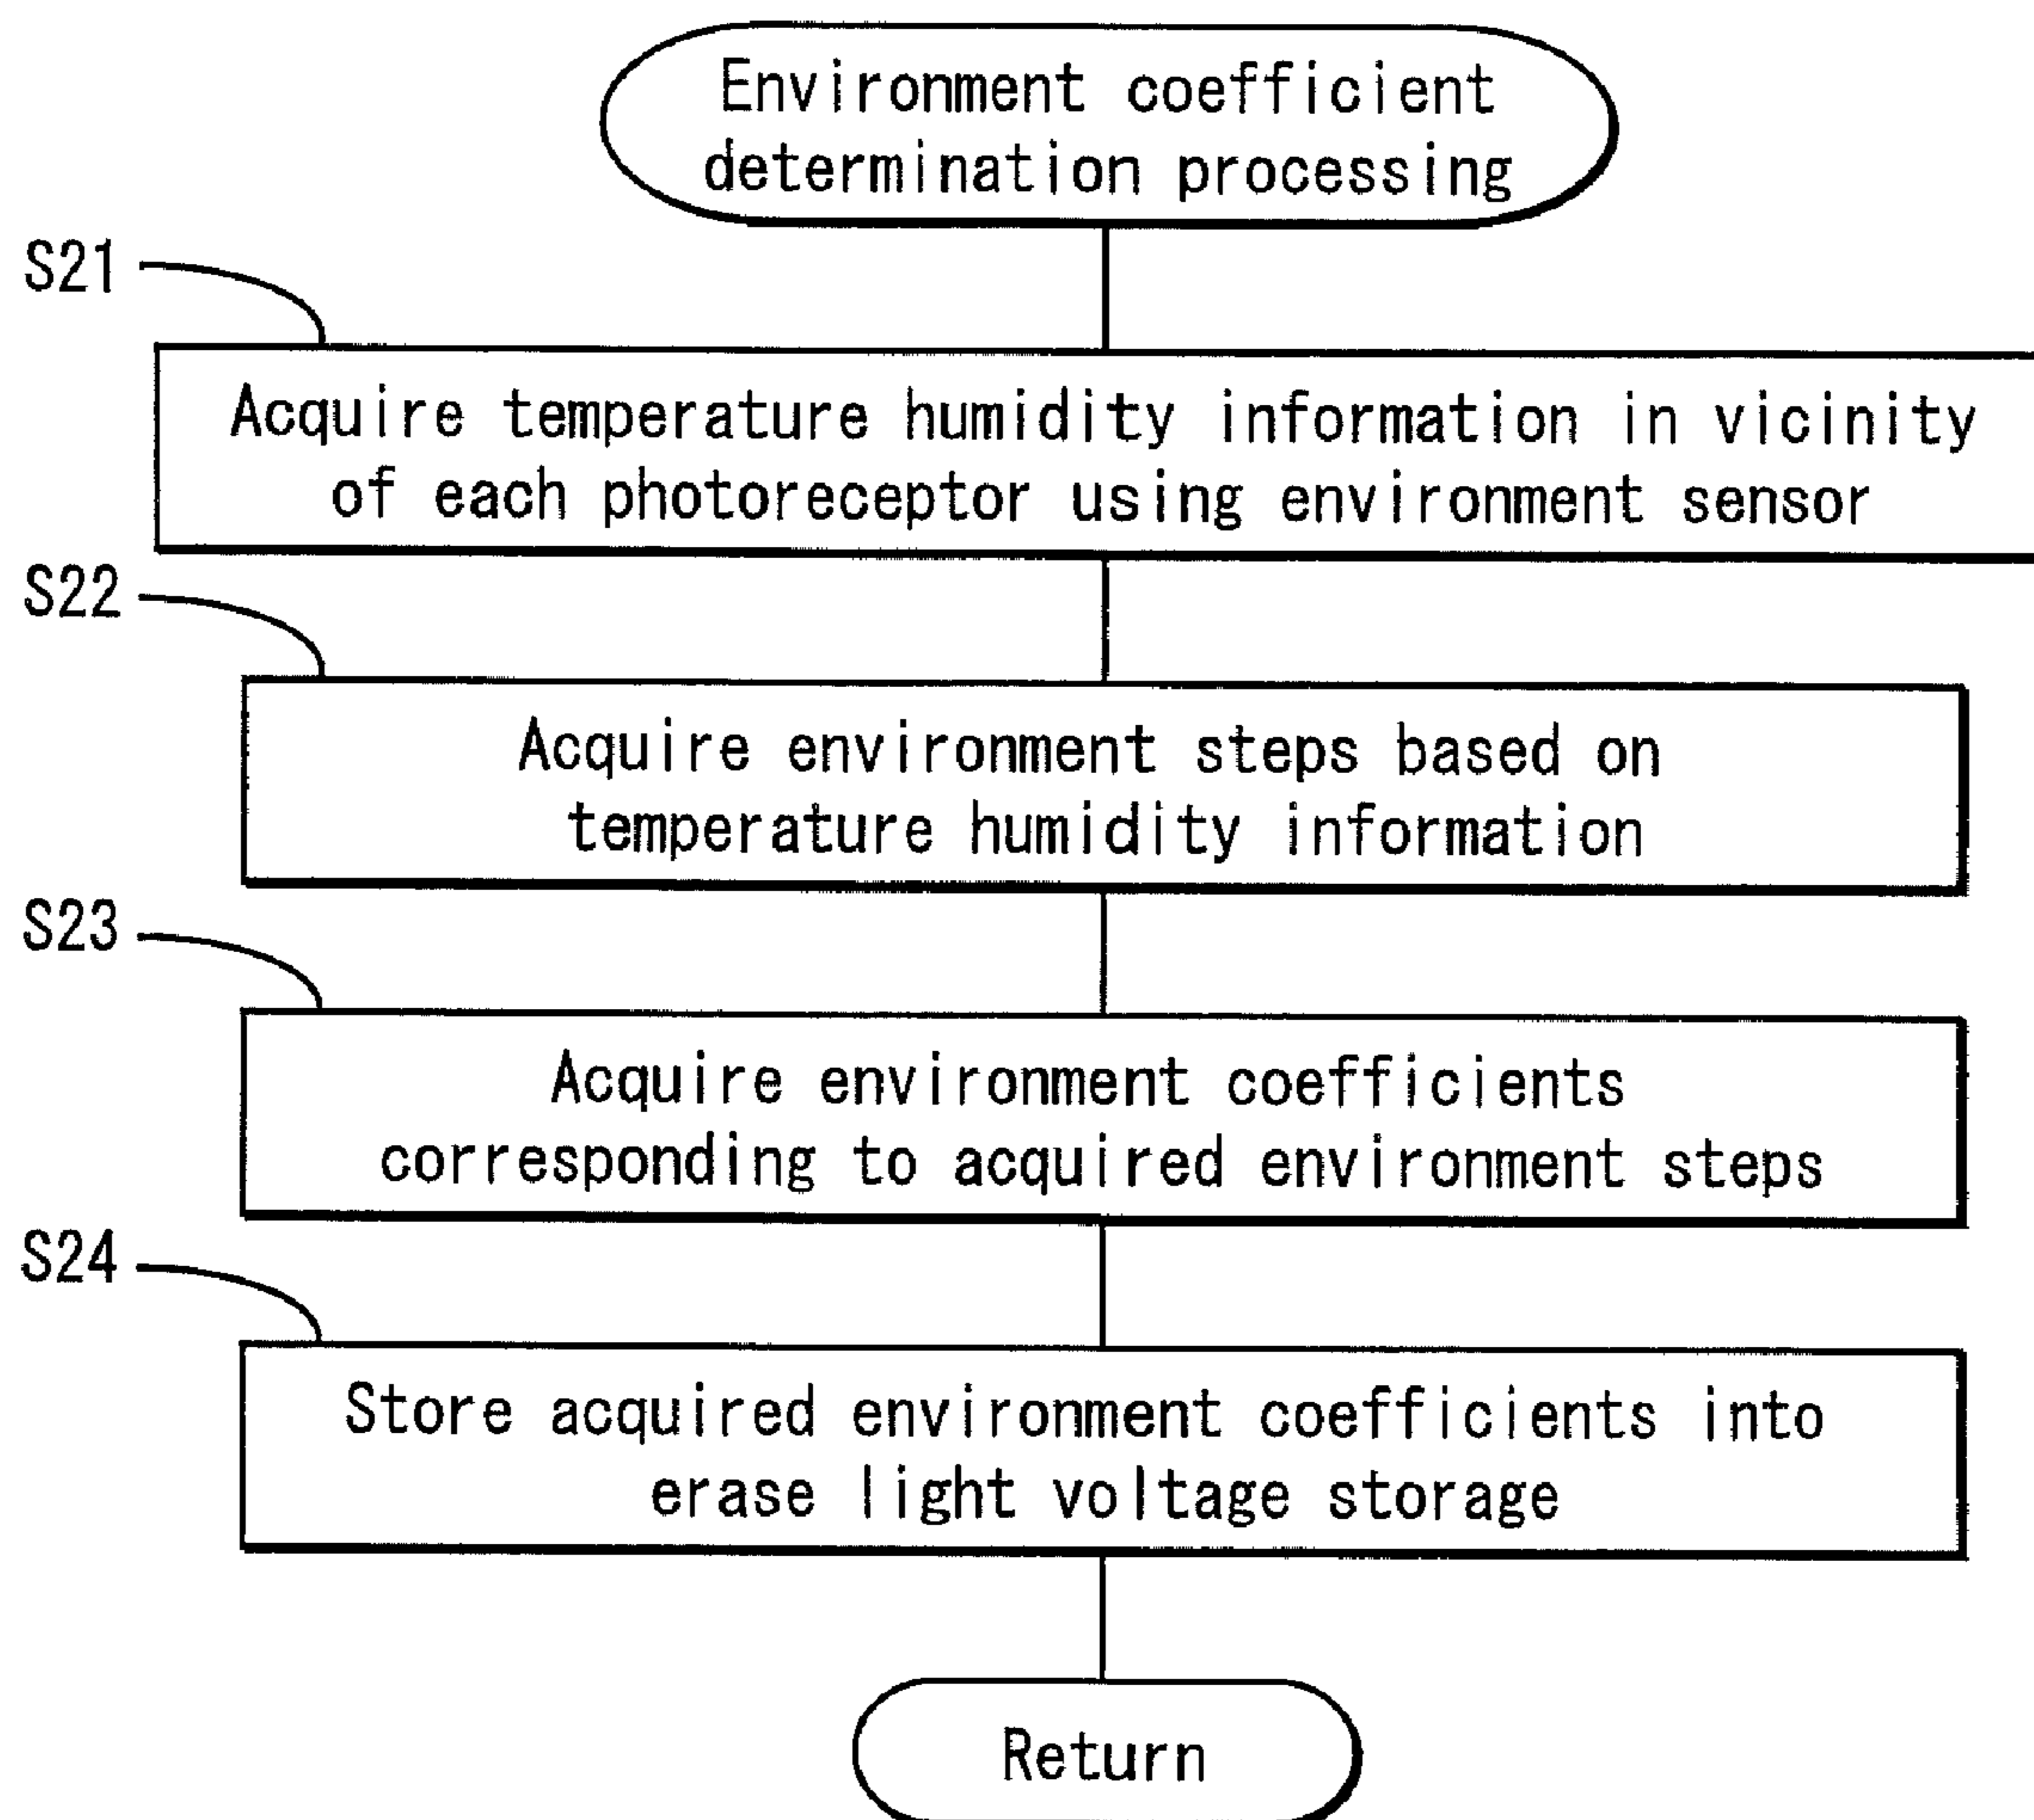 Environment coefficient
determination processing
S21
Acquire temperature humidity information in vicinity
of each photoreceptor using environment sensor
S22
Acquire environment steps based on
temperature humidity information
S23
Acquire environment coefficients
corresponding to acquired environment steps
S24
Store acquired environment coefficients into
erase light voltage storage
Return